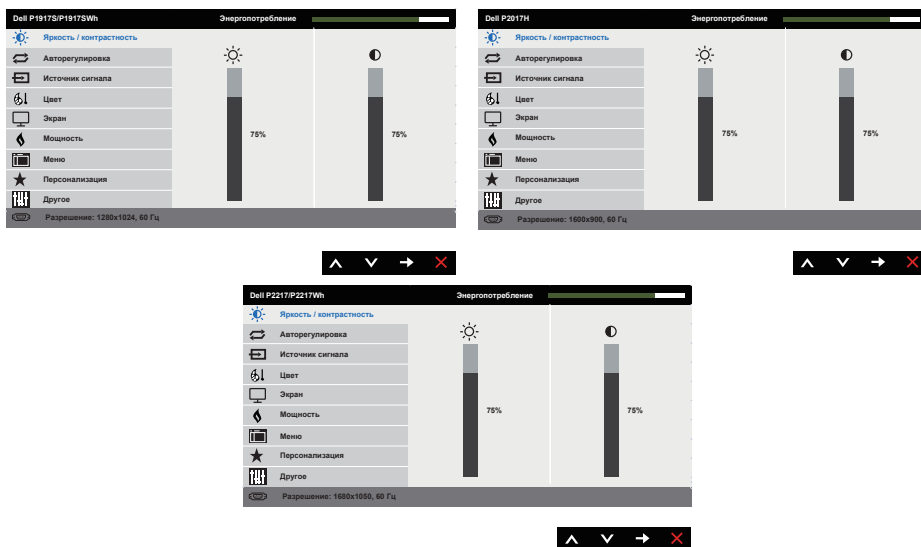 Dell P1917S/P1917SWh Энергопотребление
Яркость / контрастность
Авторегулировка
Источник сигнала
Цвет
Экран
Мощность
Меню
Персонализация
Другое
75% 75%
Разрешение: 1280x1024, 60 Гц
Dell P2017H Энергопотребление
Яркость / контрастность
Авторегулировка
Источник сигнала
Цвет
Экран
Мощность
Меню
Персонализация
Другое
75% 75%
Разрешение: 1600x900, 60 Гц
Dell P2217/P2217Wh Энергопотребление
Яркость / контрастность
Авторегулировка
Источник сигнала
Цвет
Экран
Мощность
Меню
Персонализация
Другое
75% 75%
Разрешение: 1680x1050, 60 Гц